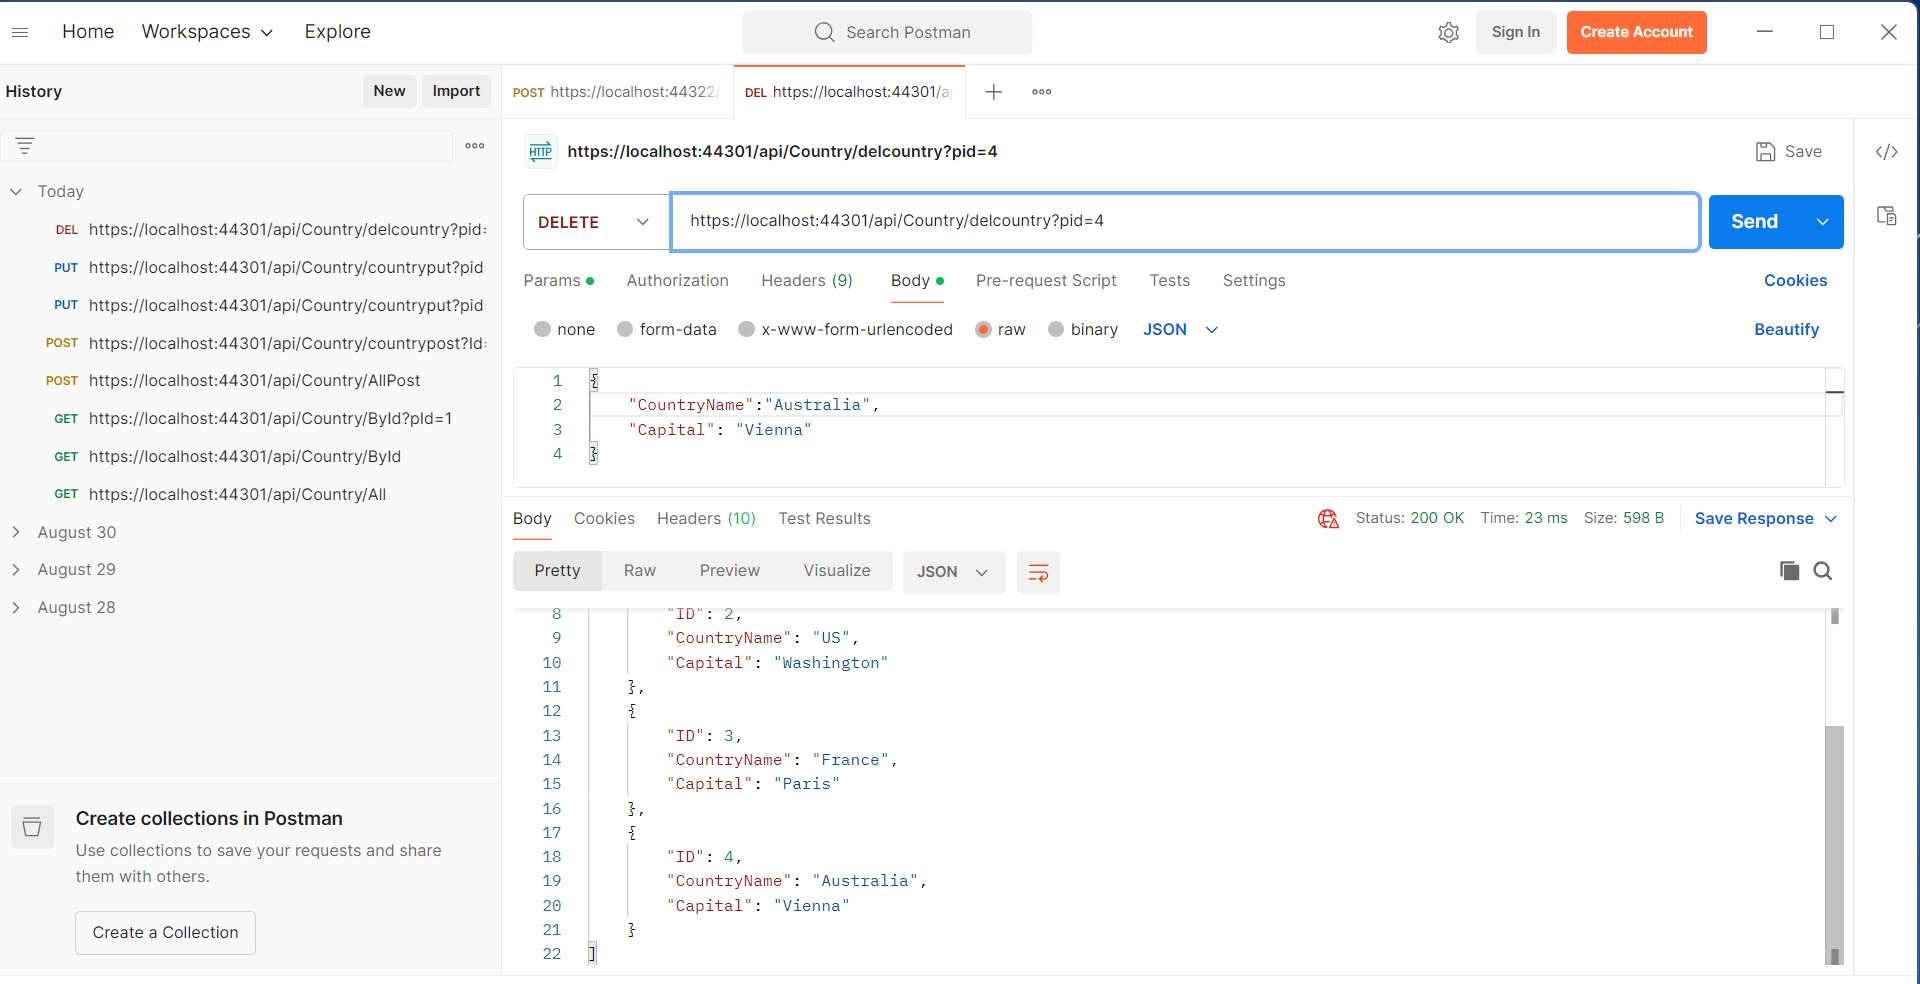 Home Workspaces Explore Search Postman Sign In Create Account
History New Import
POST https://localhost:44322/ DEL https://localhost:44301/a
HTTP https://localhost:44301/api/Country/delcountry?pid=4 Save
Today
DEL https://localhost:44301/api/Country/delcountry?pid=
PUT https://localhost:44301/api/Country/countryput?pid
PUT https://localhost:44301/api/Country/countryput?pid
POST https://localhost:44301/api/Country/countrypost?Id=
POST https://localhost:44301/api/Country/AllPost
GET https://localhost:44301/api/Country/ById?pId=1
GET https://localhost:44301/api/Country/ById
GET https://localhost:44301/api/Country/All
August 30
August 29
August 28
Create collections in Postman
Use collections to save your requests and share
them with others.
Create a Collection
DELETE https://localhost:44301/api/Country/delcountry?pid=4 Send
Params Authorization Headers (9) Body Pre-request Script Tests Settings Cookies
none form-data x-www-form-urlencoded raw binary JSON Beautify
1 {
2 "CountryName":"Australia",
3 "Capital": "Vienna"
4 }
Body Cookies Headers (10) Test Results Status: 200 OK Time: 23 ms Size: 598 B Save Response
Pretty Raw Preview Visualize JSON
8 "ID": 2,
9 "CountryName": "US",
10 "Capital": "Washington"
11 },
12 {
13 "ID": 3,
14 "CountryName": "France",
15 "Capital": "Paris"
16 },
17 {
18 "ID": 4,
19 "CountryName": "Australia",
20 "Capital": "Vienna"
21 }
22 ]